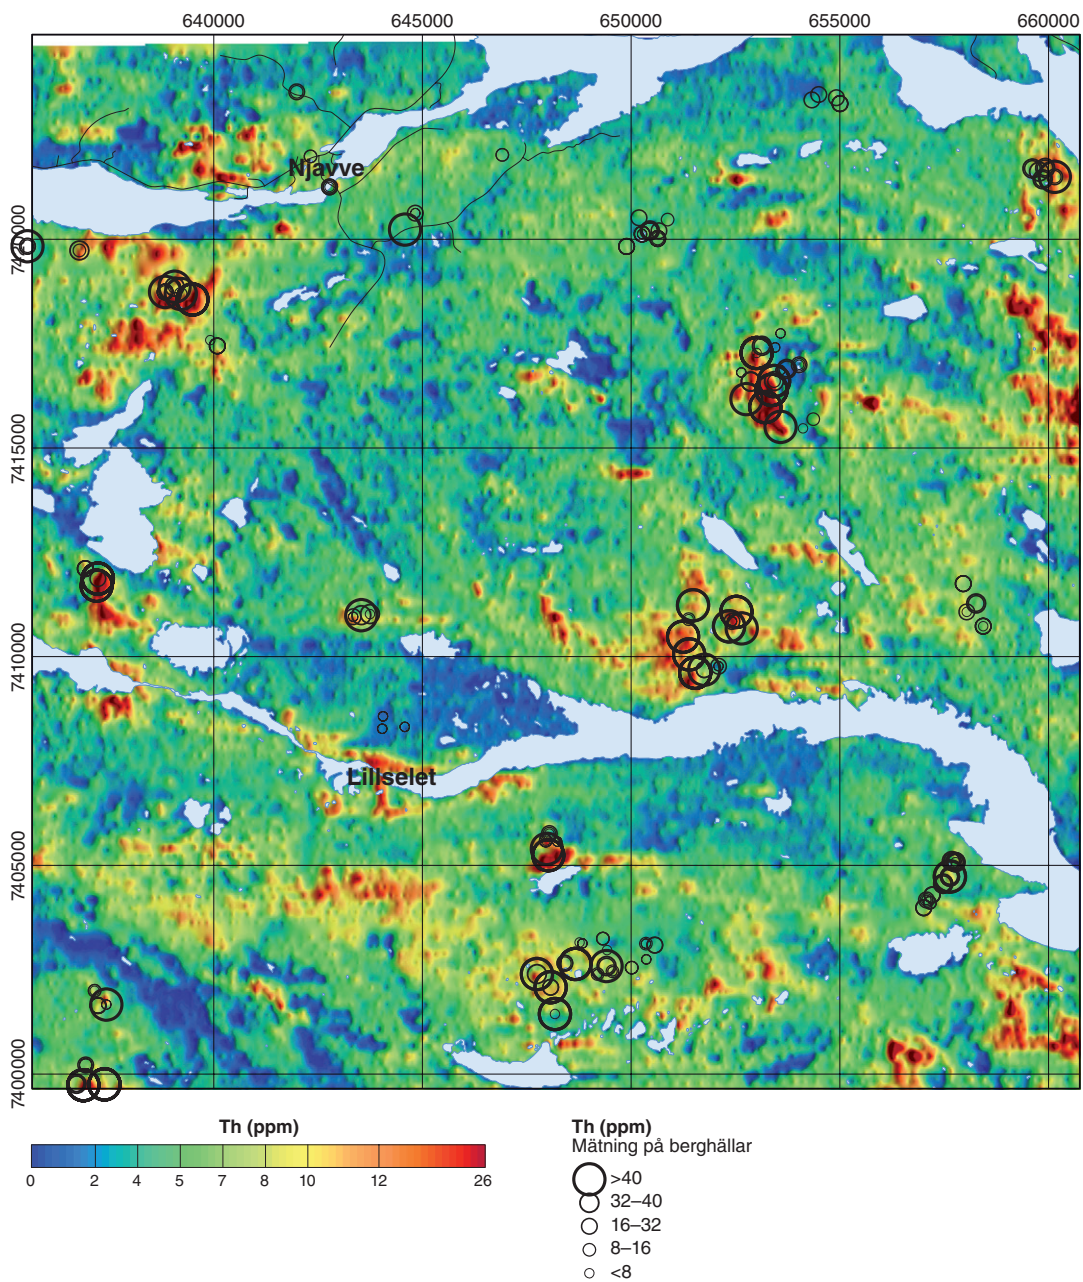 640000 645000 650000 655000 660000
7420000
7415000
7410000
7405000
7400000
Njavve
Lillselet
Th (ppm)
0 2 4 5 7 8 10 12 26
Th (ppm)
Mätning på berghällar
>40
32–40
16–32
8–16
<8